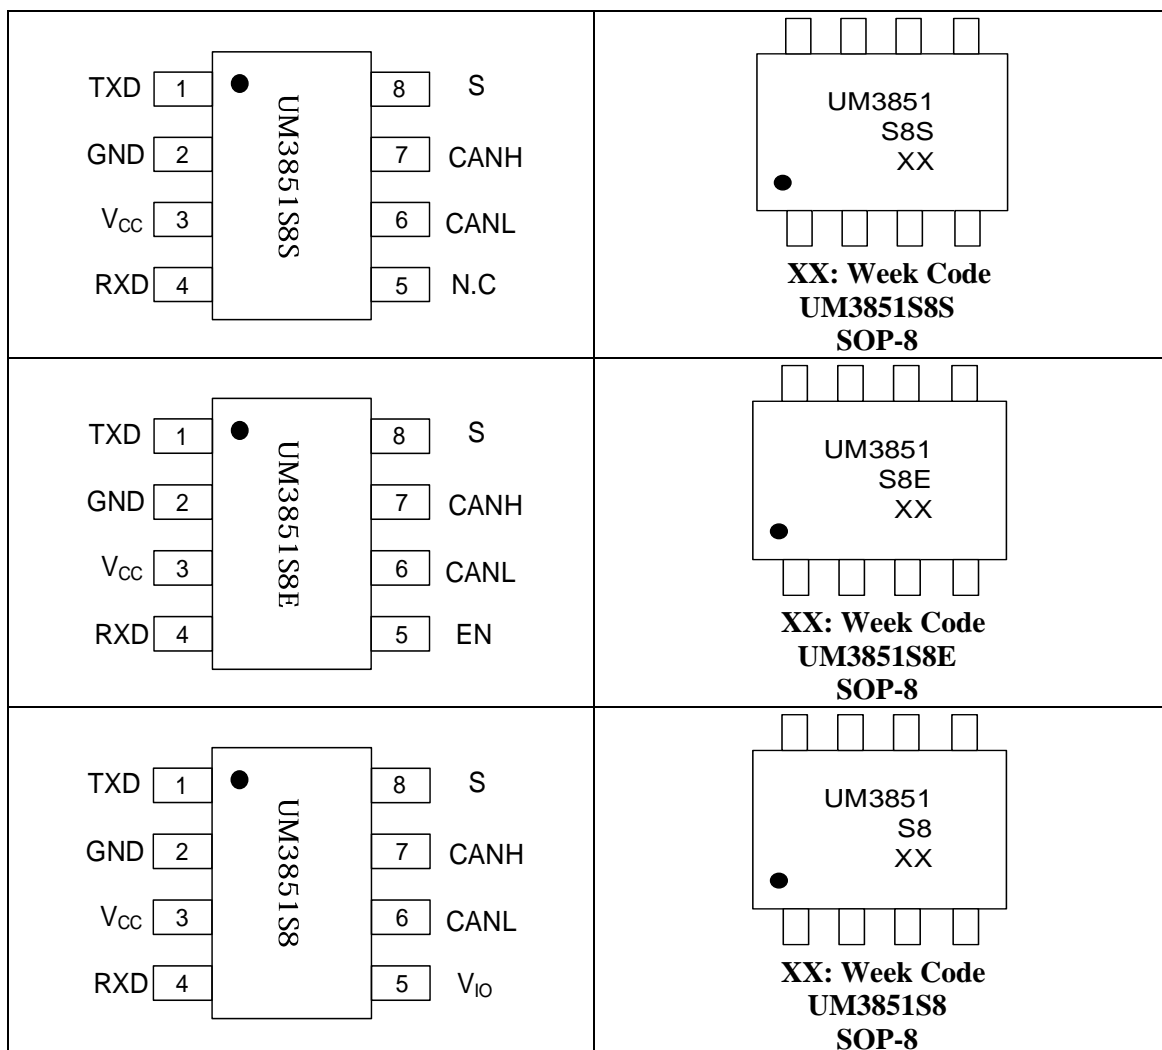 TXD 1 8 S
GND 2 7 CANH
VCC 3 6 CANL
RXD 4 5 N.C
UM3851S8S
UM3851
S8S
XX
XX: Week Code
UM3851S8S
SOP-8
TXD 1 8 S
GND 2 7 CANH
VCC 3 6 CANL
RXD 4 5 EN
UM3851S8E
UM3851
S8E
XX
XX: Week Code
UM3851S8E
SOP-8
TXD 1 8 S
GND 2 7 CANH
VCC 3 6 CANL
RXD 4 5 VIO
UM3851S8
UM3851
S8
XX
XX: Week Code
UM3851S8
SOP-8